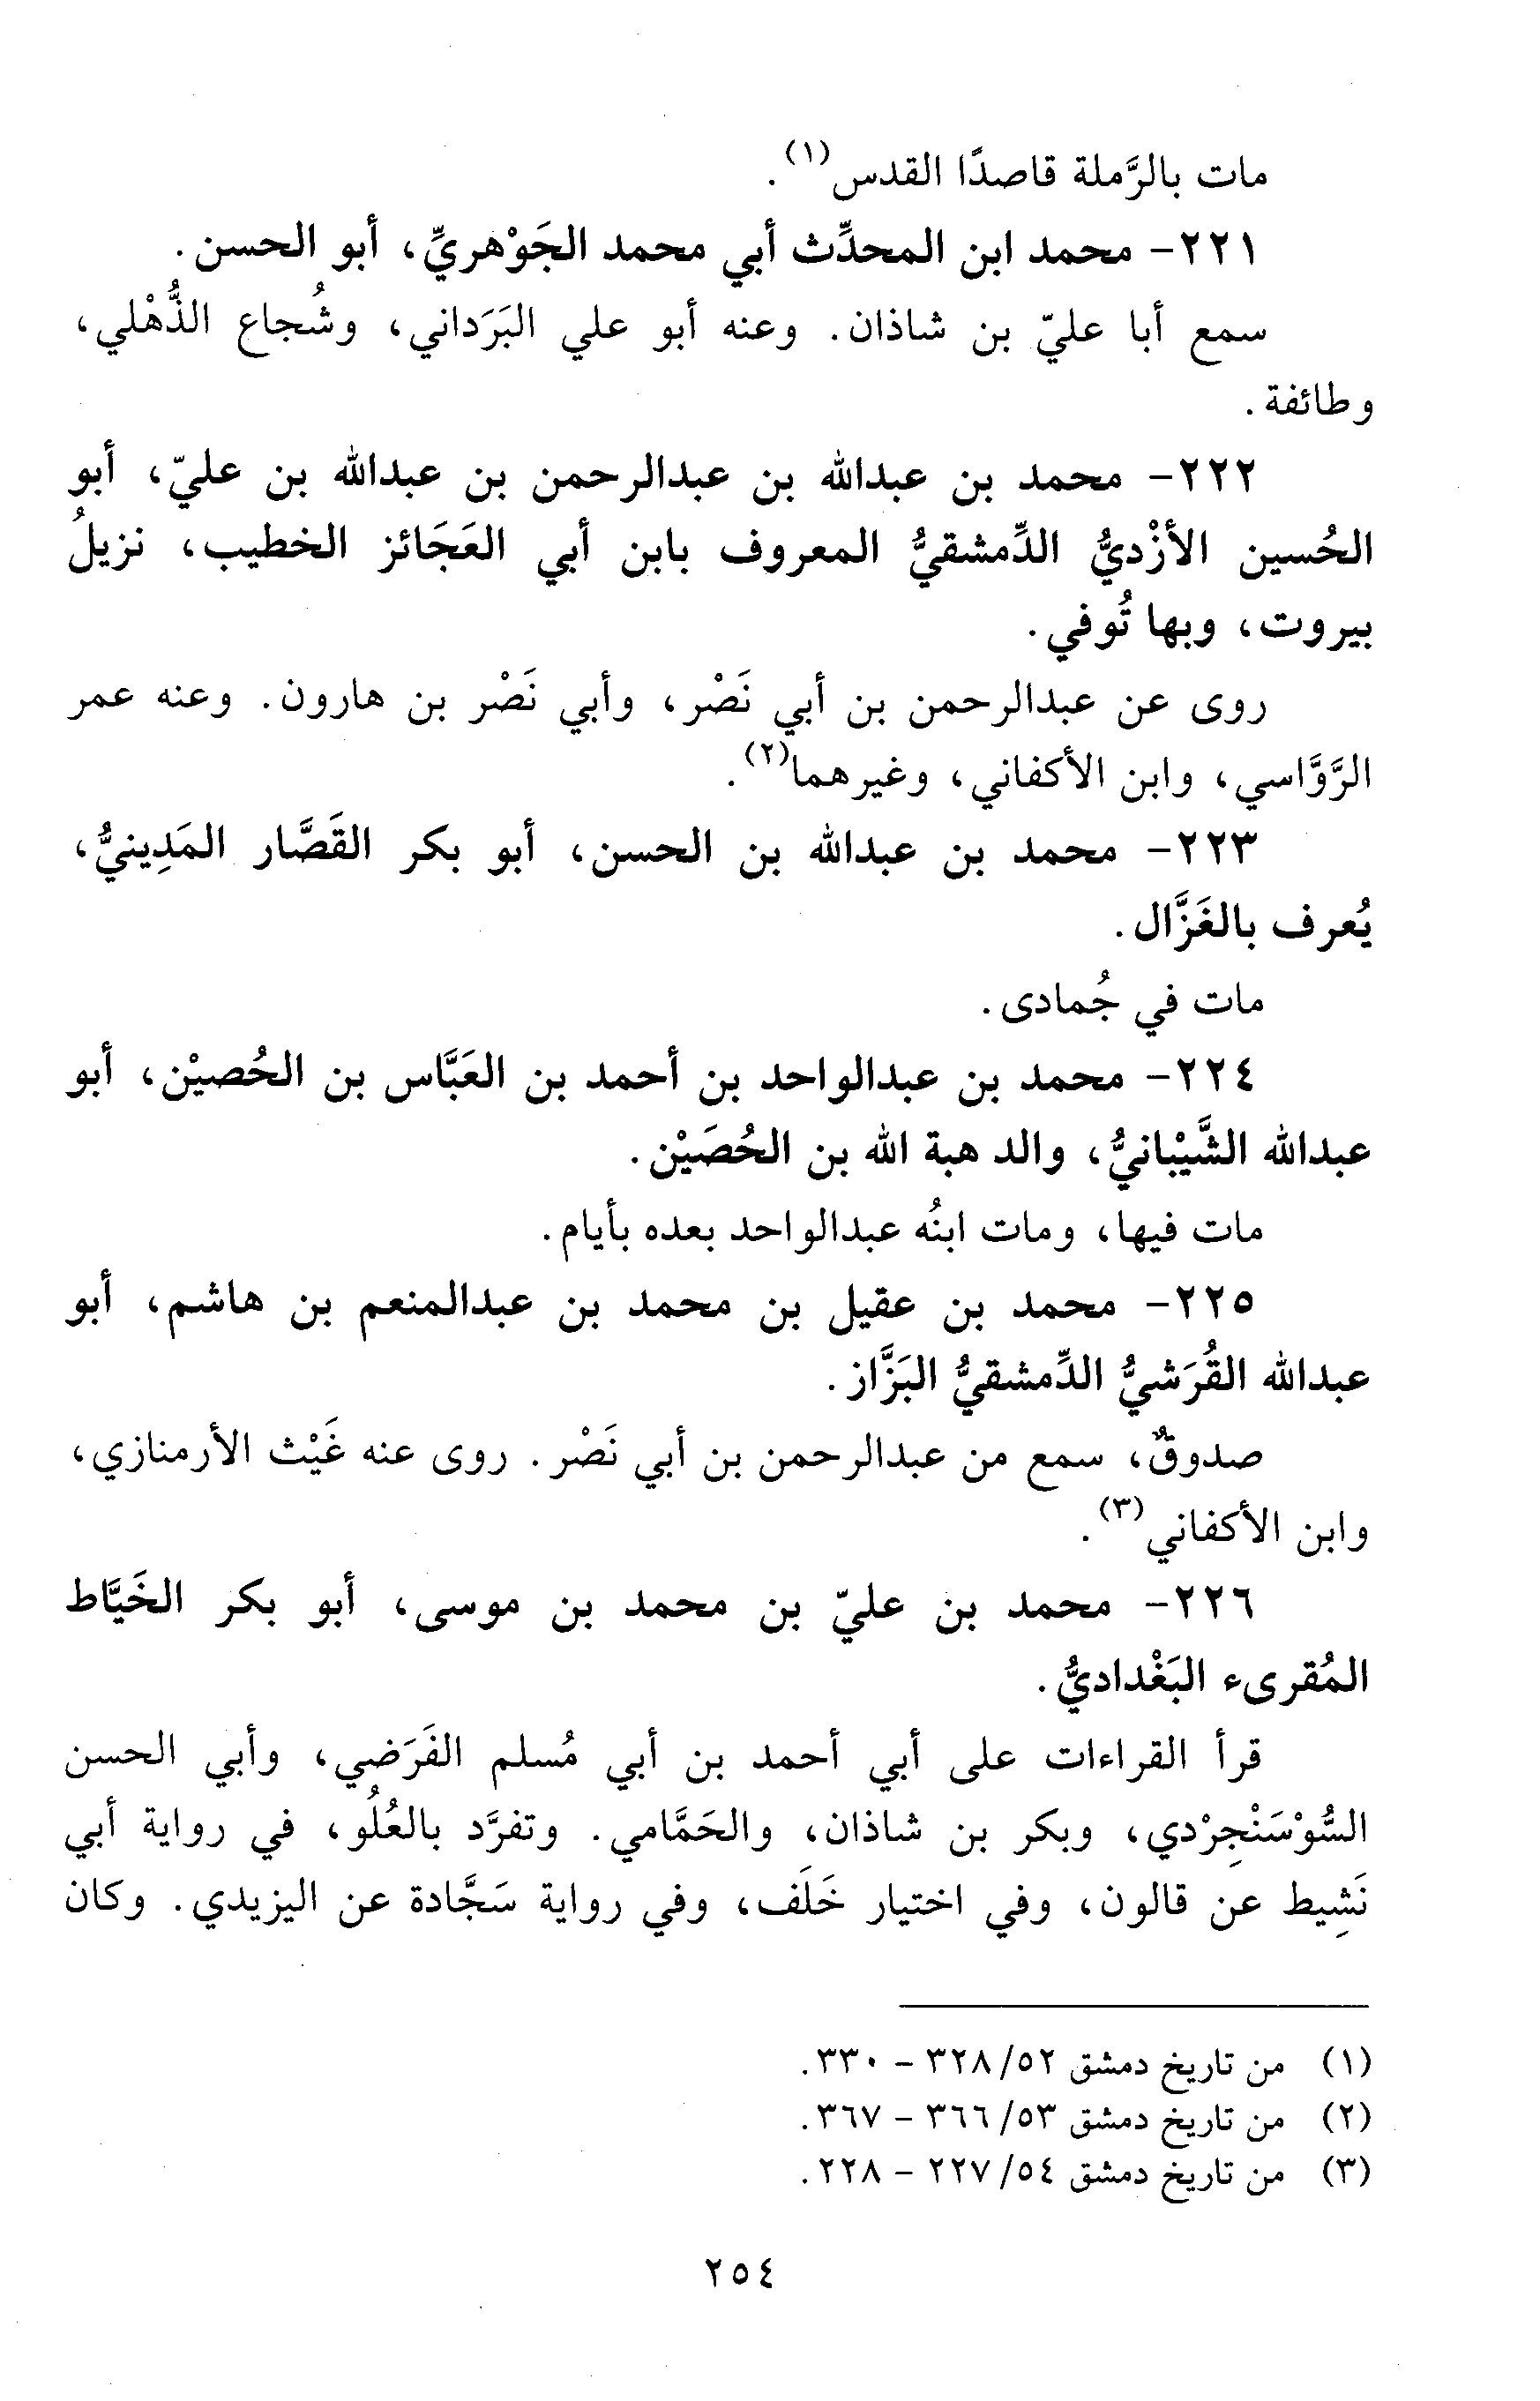 مات بالرَّملة قاصدًا القدس(١).
٢٢١- محمد ابن المحدِّث أبي محمد الجَوْهريِّ، أبو الحسن.
سمع أبا عليّ بن شاذان. وعنه أبو علي البَرَداني، وشُجاع الذُّهْلي،
وطائفة.
٢٢٢- محمد بن عبدالله بن عبدالرحمن بن عبدالله بن عليّ، أبو
الحُسين الأزْديُّ الدِّمشقيُّ المعروف بابن أبي العَجَائز الخطيب، نزيلُ
بيروت، وبها تُوفي.
روى عن عبدالرحمن بن أبي نَصْر، وأبي نَصْر بن هارون. وعنه عمر
الرَّوَّاسي، وابن الأكفاني، وغيرهما(٢).
٢٢٣- محمد بن عبدالله بن الحسن، أبو بكر القَصَّار المَدِينيُّ،
يُعرف بالغَزَّال.
مات في جُمادى.
٢٢٤- محمد بن عبدالواحد بن أحمد بن العَبَّاس بن الحُصيْن، أبو
عبدالله الشَّيْبانيُّ، والد هبة الله بن الحُصَيْن.
مات فيها، ومات ابنُه عبدالواحد بعده بأيام.
٢٢٥- محمد بن عقيل بن محمد بن عبدالمنعم بن هاشم، أبو
عبدالله القُرَشيُّ الدِّمشقيُّ البَزَّاز.
صدوقٌ، سمع من عبدالرحمن بن أبي نَصْر. روى عنه غَيْث الأرمنازي،
وابن الأكفاني(٣).
٢٢٦- محمد بن عليّ بن محمد بن موسى، أبو بكر الخَيَّاط
المُقرىء البَغْداديُّ.
قرأ القراءات على أبي أحمد بن أبي مُسلم الفَرَضي، وأبي الحسن
السُّوْسَنْجِرْدي، وبكر بن شاذان، والحَمَّامي. وتفرَّد بالعُلُو، في رواية أبي
نَشِيط عن قالون، وفي اختيار خَلَف، وفي رواية سَجَّادة عن اليزيدي. وكان
(١) من تاريخ دمشق ٥٢/ ٣٢٨ - ٣٣٠.
(٢) من تاريخ دمشق ٥٣/ ٣٦٦ - ٣٦٧.
(٣) من تاريخ دمشق ٥٤/ ٢٢٧ - ٢٢٨.
٢٥٤